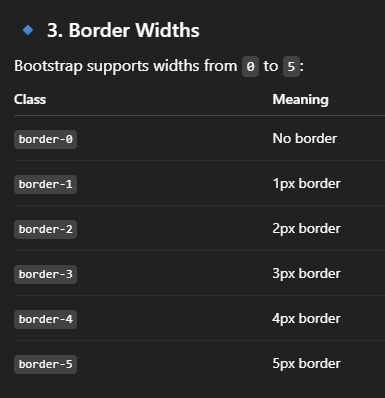 3. Border Widths
Bootstrap supports widths from 0 to 5:
Class Meaning
border-0 No border
border-1 1px border
border-2 2px border
border-3 3px border
border-4 4px border
border-5 5px border